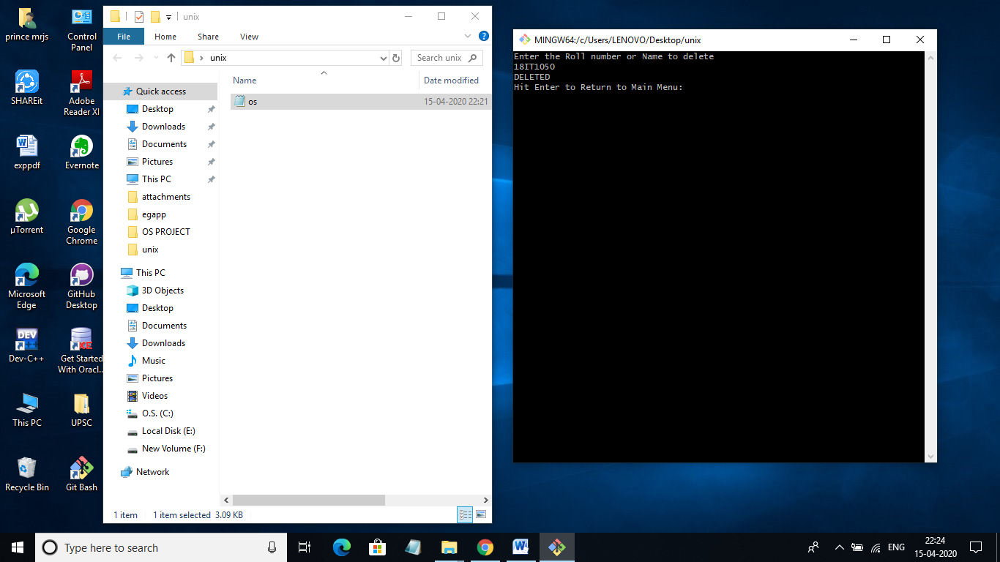 prince mrjs
Control
Panel
SHAREit
Adobe
Reader XI
exppdf
Evernote
µTorrent
Google
Chrome
Microsoft
Edge
GitHub
Desktop
DEV
Dev-C++
XE
Get Started
With Oracl...
This PC
UPSC
Recycle Bin
Git Bash
unix
File
Home
Share
View
unix
Search unix
Name
Date modified
Quick access
os
15-04-2020 22:21
Desktop
Downloads
Documents
Pictures
This PC
attachments
egapp
OS PROJECT
unix
This PC
3D Objects
Desktop
Documents
Downloads
Music
Pictures
Videos
O.S. (C:)
Local Disk (E:)
New Volume (F:)
Network
1 item
1 item selected 3.09 KB
MINGW64:/c/Users/LENOVO/Desktop/unix
Enter the Roll number or Name to delete
18IT1050
DELETED
Hit Enter to Return to Main Menu:
Type here to search
ENG
22:24
15-04-2020